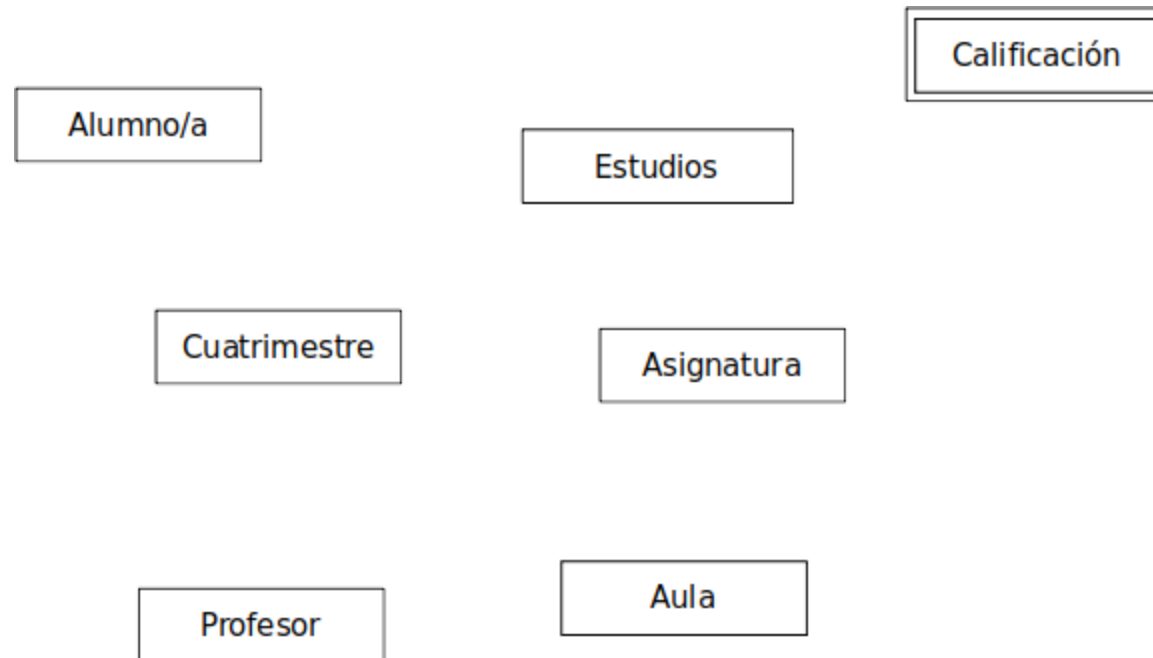 Calificación
Alumno/a
Estudios
Cuatrimestre
Asignatura
Aula
Profesor